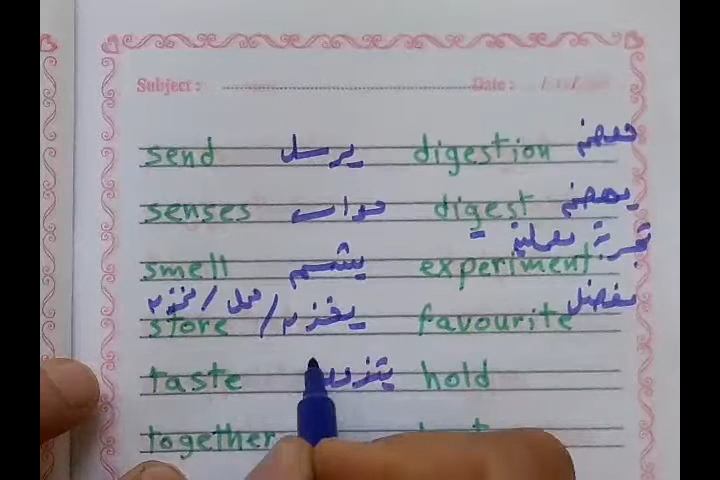 Subject : Date : / /
send يرسل digestion هضم
senses حواس digest يهضم
smell يشم experiment تجربة معملية
store يخزن / محل / مخزن favourite مفضل
taste hold
together